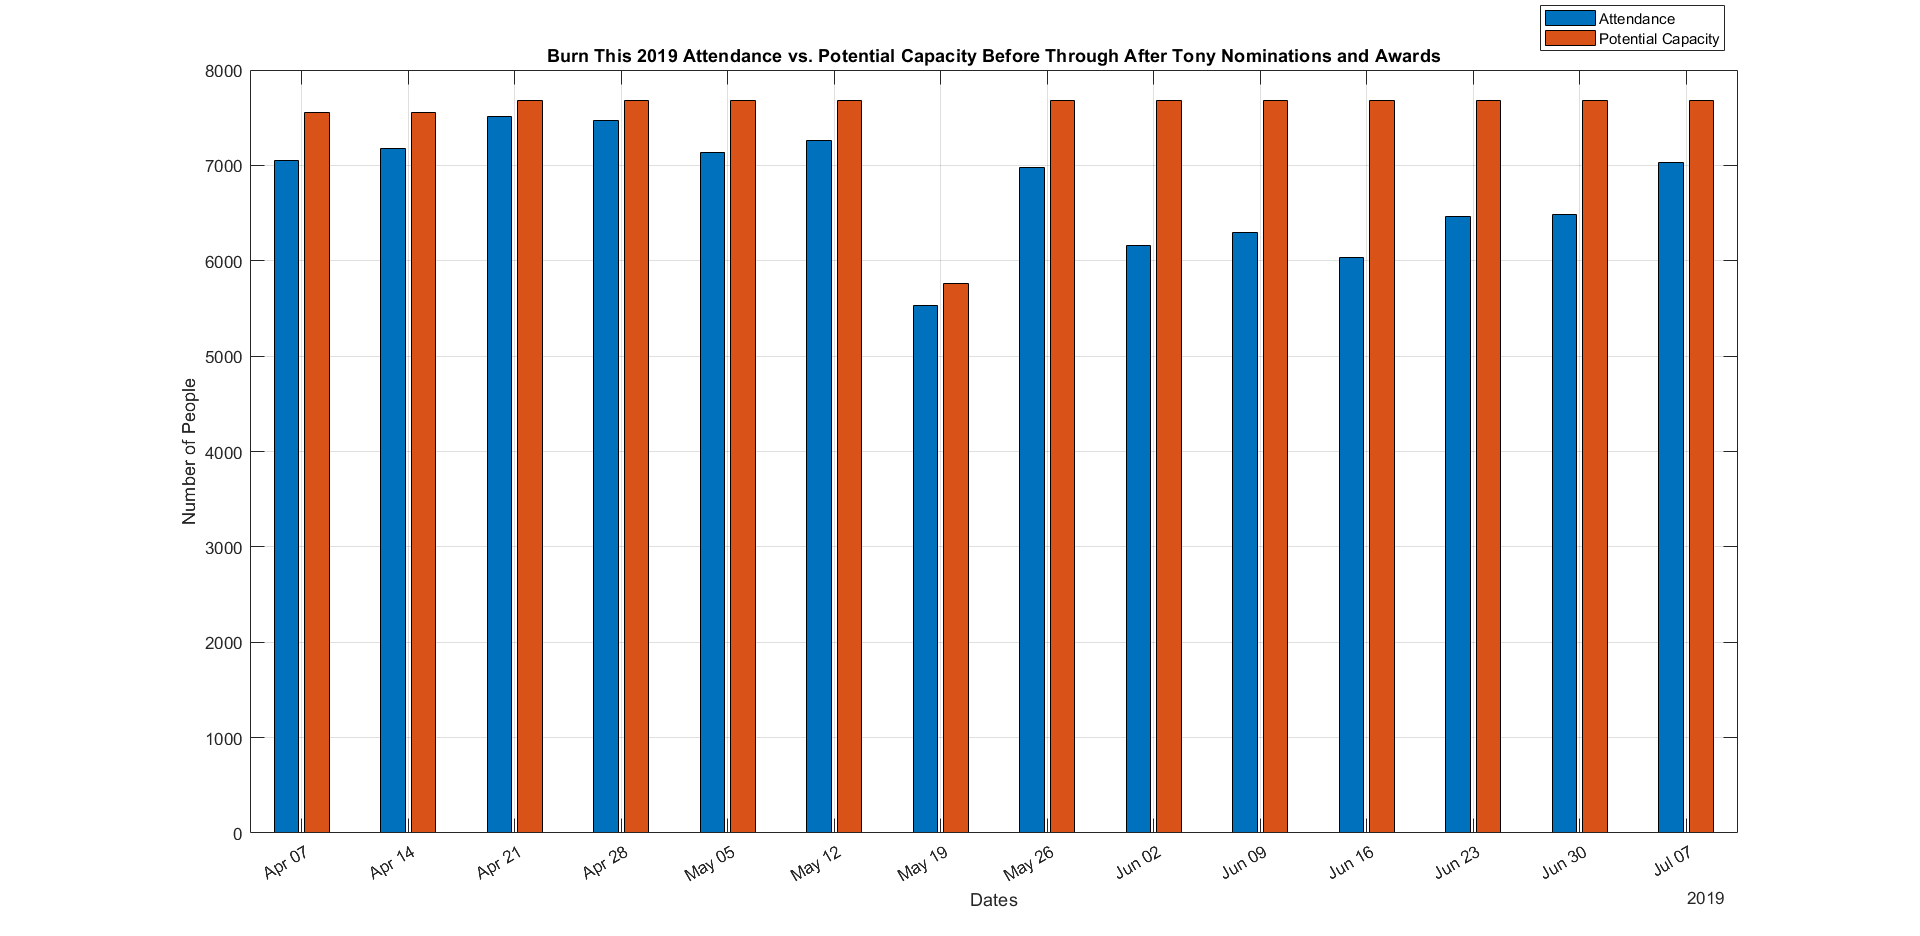 Attendance
Potential Capacity
Burn This 2019 Attendance vs. Potential Capacity Before Through After Tony Nominations and Awards
8000
7000
6000
5000
4000
3000
2000
1000
0
Number of People
Apr 07
Apr 14
Apr 21
Apr 28
May 05
May 12
May 19
May 26
Jun 02
Jun 09
Jun 16
Jun 23
Jun 30
Jul 07
Dates
2019